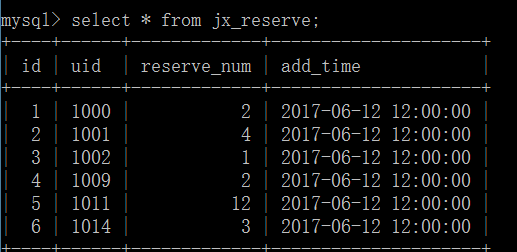 mysql> select * from jx_reserve;
+----+------+-------------+---------------------+
| id | uid  | reserve_num | add_time            |
+----+------+-------------+---------------------+
|  1 | 1000 |           2 | 2017-06-12 12:00:00 |
|  2 | 1001 |           4 | 2017-06-12 12:00:00 |
|  3 | 1002 |           1 | 2017-06-12 12:00:00 |
|  4 | 1009 |           2 | 2017-06-12 12:00:00 |
|  5 | 1011 |          12 | 2017-06-12 12:00:00 |
|  6 | 1014 |           3 | 2017-06-12 12:00:00 |
+----+------+-------------+---------------------+